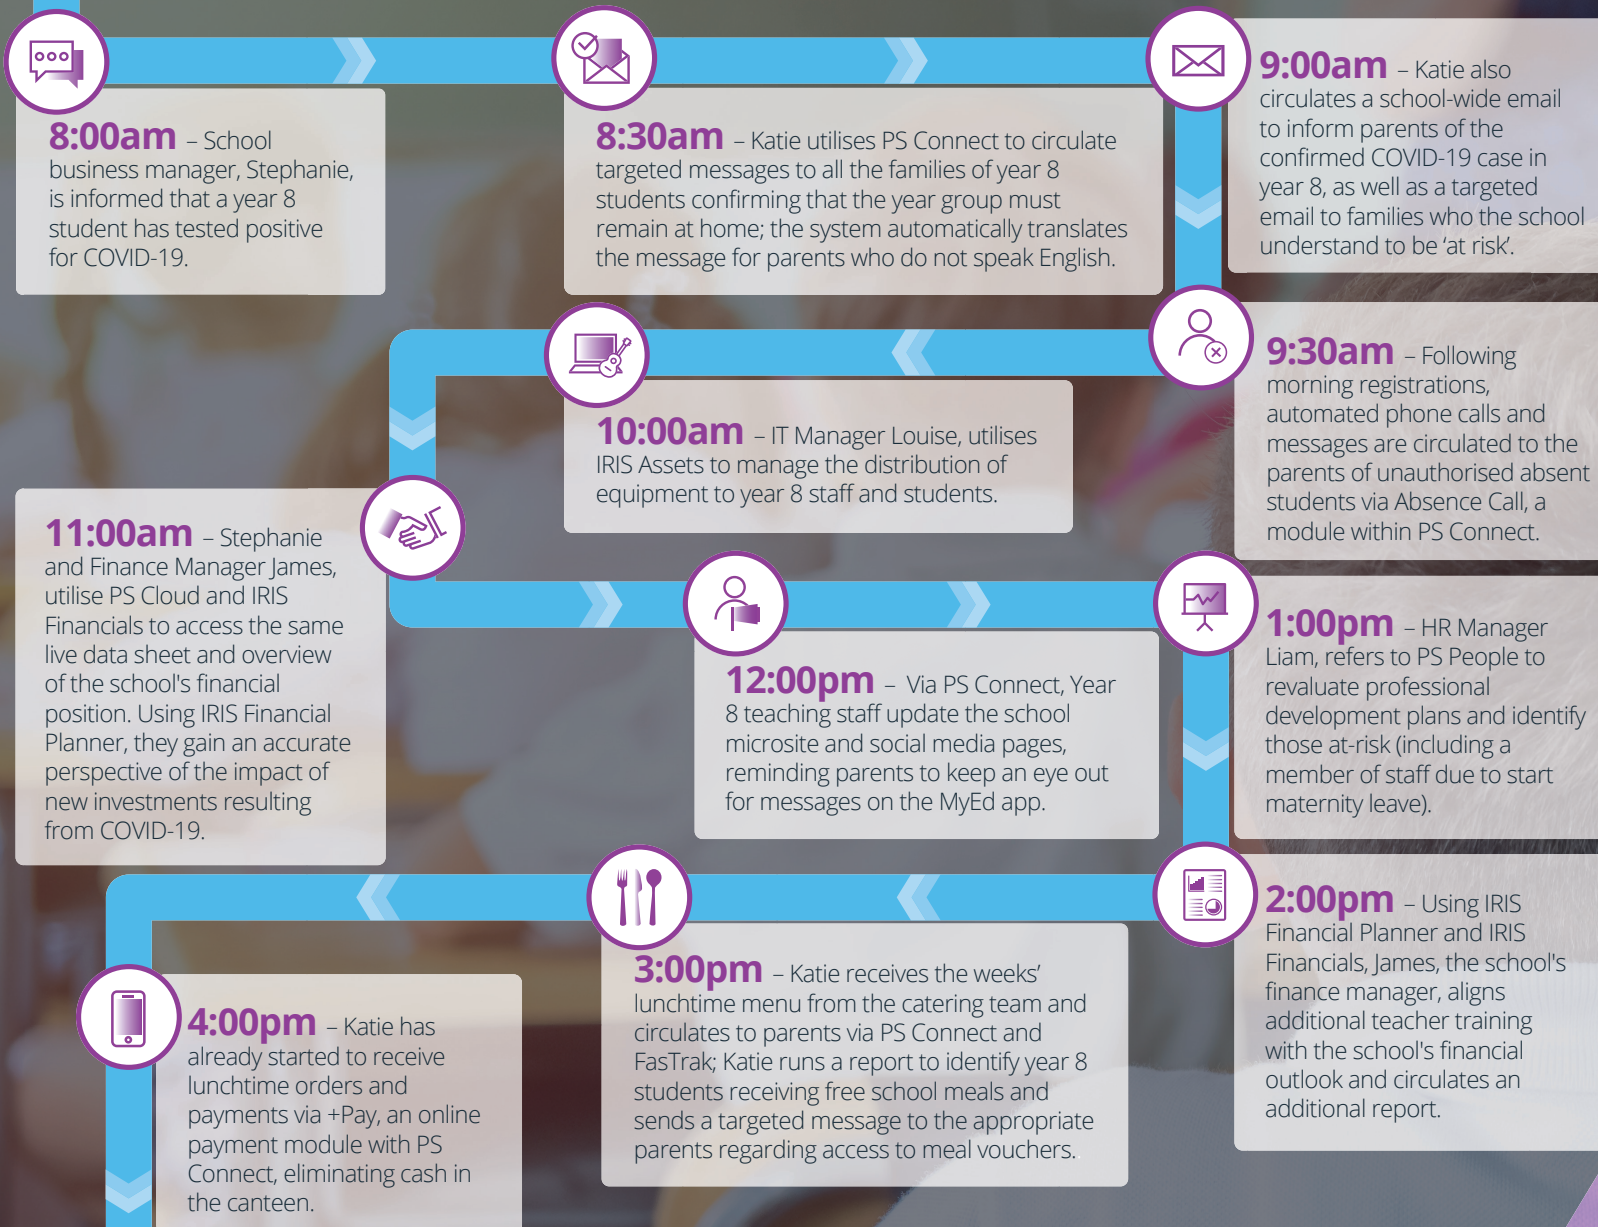 8:00am – School
business manager, Stephanie,
is informed that a year 8
student has tested positive
for COVID-19.
8:30am – Katie utilises PS Connect to circulate
targeted messages to all the families of year 8
students confirming that the year group must
remain at home; the system automatically translates
the message for parents who do not speak English.
9:00am – Katie also
circulates a school-wide email
to inform parents of the
confirmed COVID-19 case in
year 8, as well as a targeted
email to families who the school
understand to be ‘at risk’.
9:30am – Following
morning registrations,
automated phone calls and
messages are circulated to the
parents of unauthorised absent
students via Absence Call, a
module within PS Connect.
10:00am – IT Manager Louise, utilises
IRIS Assets to manage the distribution of
equipment to year 8 staff and students.
11:00am – Stephanie
and Finance Manager James,
utilise PS Cloud and IRIS
Financials to access the same
live data sheet and overview
of the school's financial
position. Using IRIS Financial
Planner, they gain an accurate
perspective of the impact of
new investments resulting
from COVID-19.
12:00pm – Via PS Connect, Year
8 teaching staff update the school
microsite and social media pages,
reminding parents to keep an eye out
for messages on the MyEd app.
1:00pm – HR Manager
Liam, refers to PS People to
revaluate professional
development plans and identify
those at-risk (including a
member of staff due to start
maternity leave).
2:00pm – Using IRIS
Financial Planner and IRIS
Financials, James, the school's
finance manager, aligns
additional teacher training
with the school's financial
outlook and circulates an
additional report.
3:00pm – Katie receives the weeks’
lunchtime menu from the catering team and
circulates to parents via PS Connect and
FasTrak; Katie runs a report to identify year 8
students receiving free school meals and
sends a targeted message to the appropriate
parents regarding access to meal vouchers.
4:00pm – Katie has
already started to receive
lunchtime orders and
payments via +Pay, an online
payment module with PS
Connect, eliminating cash in
the canteen.